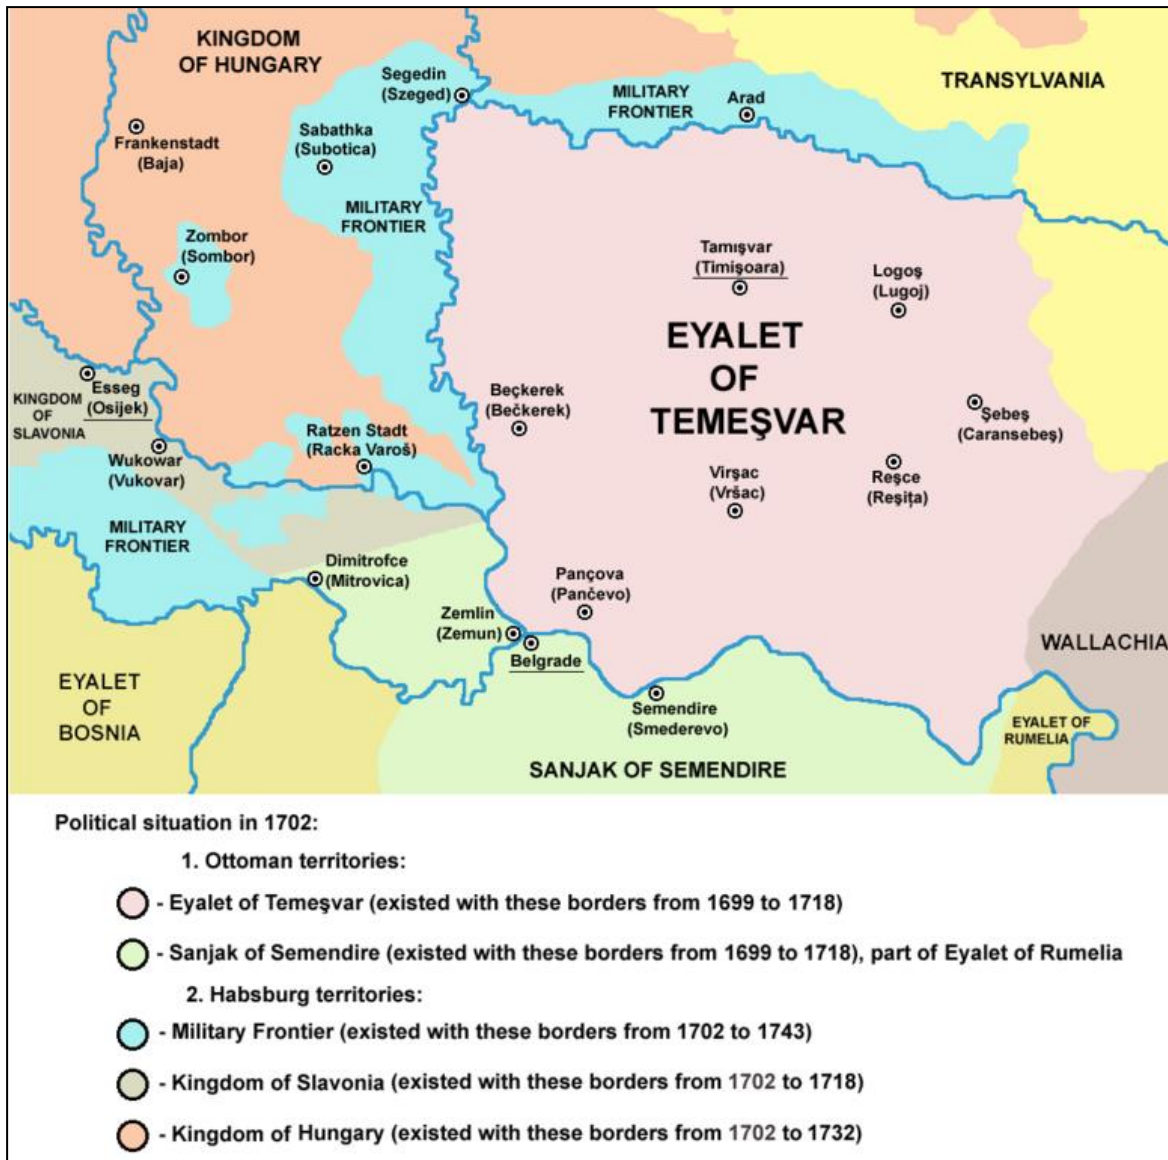 KINGDOM
OF HUNGARY
Segedin
(Szeged)
MILITARY
FRONTIER
Arad
TRANSYLVANIA
Frankenstadt
(Baja)
Sabathka
(Subotica)
MILITARY
FRONTIER
Zombor
(Sombor)
Tamışvar
(Timişoara)
Logoş
(Lugoj)
EYALET
OF
TEMEŞVAR
Esseg
(Osijek)
KINGDOM
OF
SLAVONIA
Beçkerek
(Bečkerek)
Şebeş
(Caransebeş)
Ratzen Stadt
(Racka Varoš)
Wukowar
(Vukovar)
Virşac
(Vršac)
Reşce
(Reşiţa)
MILITARY
FRONTIER
Dimitrofce
(Mitrovica)
Pançova
(Pančevo)
Zemlin
(Zemun)
Belgrade
WALLACHIA
EYALET
OF
BOSNIA
Semendire
(Smederevo)
EYALET OF
RUMELIA
SANJAK OF SEMENDIRE
Political situation in 1702:
1. Ottoman territories:
- Eyalet of Temeşvar (existed with these borders from 1699 to 1718)
- Sanjak of Semendire (existed with these borders from 1699 to 1718), part of Eyalet of Rumelia
2. Habsburg territories:
- Military Frontier (existed with these borders from 1702 to 1743)
- Kingdom of Slavonia (existed with these borders from 1702 to 1718)
- Kingdom of Hungary (existed with these borders from 1702 to 1732)